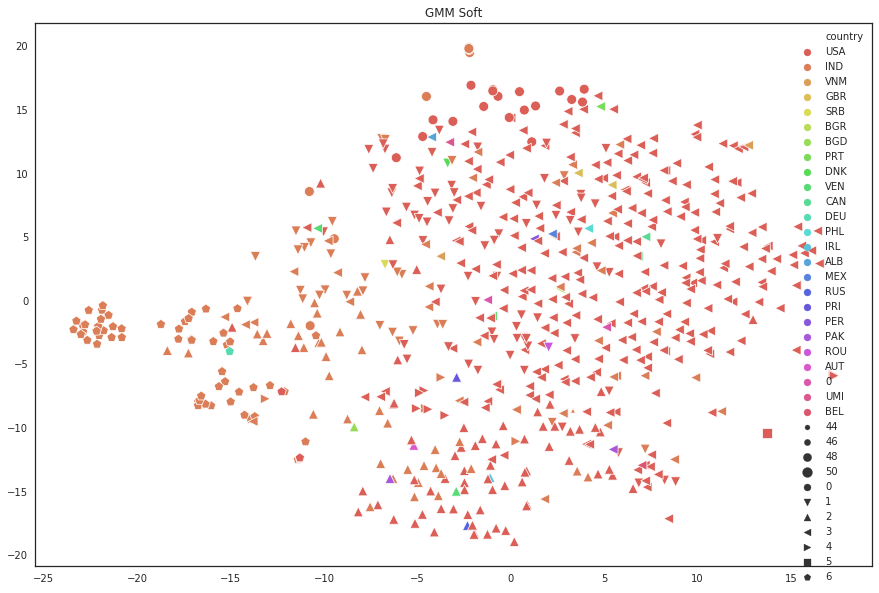 GMM Soft
country
USA
IND
VNM
GBR
SRB
BGR
BGD
PRT
DNK
VEN
CAN
DEU
PHL
IRL
ALB
MEX
RUS
PRI
PER
PAK
ROU
AUT
0
UMI
BEL
44
46
48
50
0
1
2
3
4
5
6
20
15
10
5
0
−5
−10
−15
−20
−25
−20
−15
−10
−5
0
5
10
15